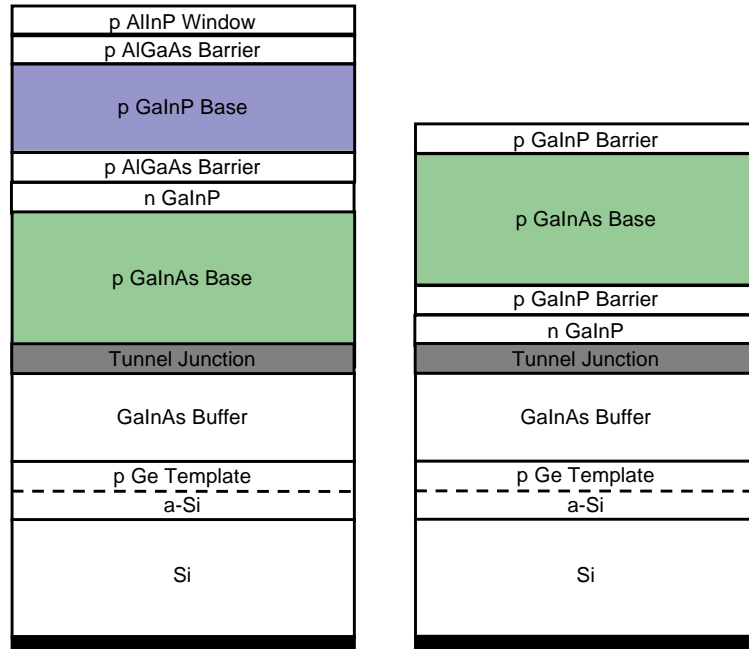 p AlInP Window
p AlGaAs Barrier
p GaInP Base
p AlGaAs Barrier
n GaInP
p GaInAs Base
Tunnel Junction
GaInAs Buffer
p Ge Template
a-Si
Si
p GaInP Barrier
p GaInAs Base
p GaInP Barrier
n GaInP
Tunnel Junction
GaInAs Buffer
p Ge Template
a-Si
Si